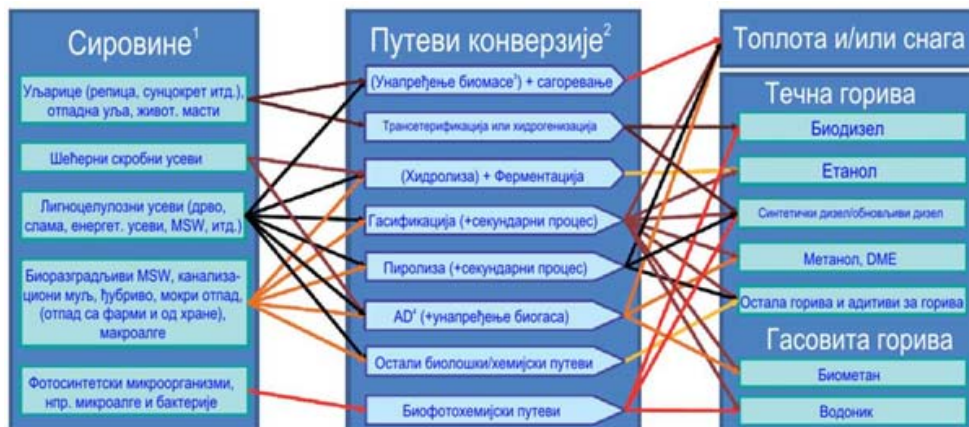 Сировине¹
Уљарице (репица, сунцокрет итд.),
отпадна уља, живот. масти
Шећерни скробни усеви
Лигноцелулозни усеви (дрво,
слама, енергет. усеви, MSW, итд.)
Биоразградљиви MSW, канализа-
циони муљ, ђубриво, мокри отпад,
(отпад са фарми и од хране),
макроалге
Фотосинтетски микроорганизми,
нпр. микроалге и бактерије
Путеви конверзије²
(Унапређење биомасе³) + сагоревање
Трансетерификација или хидрогенизација
(Хидролиза) + Ферментација
Гасификација (+секундарни процес)
Пиролиза (+секундарни процес)
AD⁴ (+унапређење биогаса)
Остали биолошки/хемијски путеви
Биофотохемијски путеви
Топлота и/или снага
Течна горива
Биодизел
Етанол
Синтетички дизел/обновљиви дизел
Метанол, DME
Остала горива и адитиви за горива
Гасовита горива
Биометан
Водоник